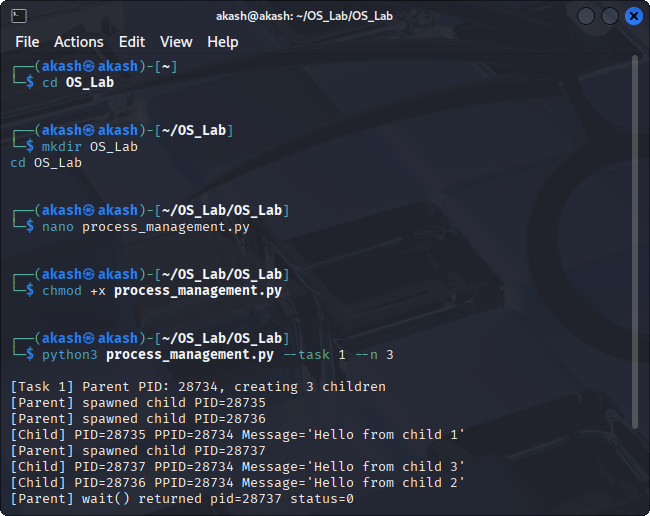 akash@akash: ~/OS_Lab/OS_Lab
File Actions Edit View Help
┌──(akash㉿akash)-[~]
└─$ cd OS_Lab
┌──(akash㉿akash)-[~/OS_Lab]
└─$ mkdir OS_Lab
cd OS_Lab
┌──(akash㉿akash)-[~/OS_Lab/OS_Lab]
└─$ nano process_management.py
┌──(akash㉿akash)-[~/OS_Lab/OS_Lab]
└─$ chmod +x process_management.py
┌──(akash㉿akash)-[~/OS_Lab/OS_Lab]
└─$ python3 process_management.py --task 1 --n 3
[Task 1] Parent PID: 28734, creating 3 children
[Parent] spawned child PID=28735
[Parent] spawned child PID=28736
[Child] PID=28735 PPID=28734 Message='Hello from child 1'
[Parent] spawned child PID=28737
[Child] PID=28737 PPID=28734 Message='Hello from child 3'
[Child] PID=28736 PPID=28734 Message='Hello from child 2'
[Parent] wait() returned pid=28737 status=0